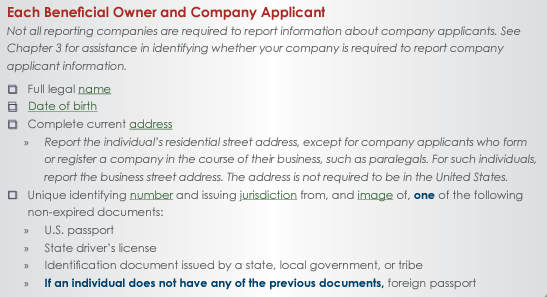 Each Beneficial Owner and Company Applicant
Not all reporting companies are required to report information about company applicants. See
Chapter 3 for assistance in identifying whether your company is required to report company
applicant information.
Full legal name
Date of birth
Complete current address
» Report the individual's residential street address, except for company applicants who form
or register a company in the course of their business, such as paralegals. For such individuals,
report the business street address. The address is not required to be in the United States.
Unique identifying number and issuing jurisdiction from, and image of, one of the following
non-expired documents:
» U.S. passport
» State driver's license
» Identification document issued by a state, local government, or tribe
» If an individual does not have any of the previous documents, foreign passport